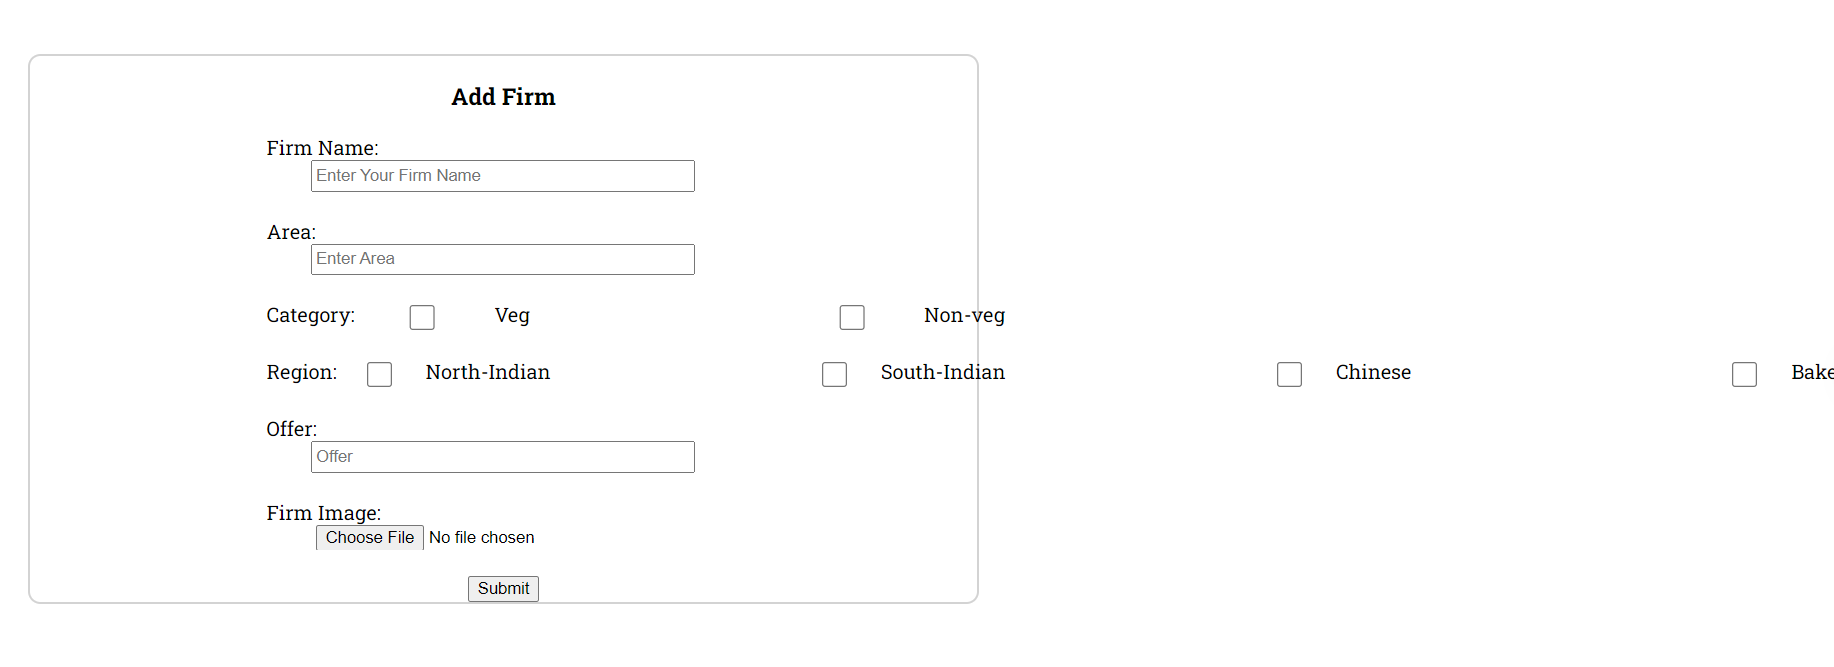 Add Firm
Firm Name:
Enter Your Firm Name
Area:
Enter Area
Category: Veg Non-veg
Region: North-Indian South-Indian Chinese Bake
Offer:
Offer
Firm Image:
Choose File No file chosen
Submit